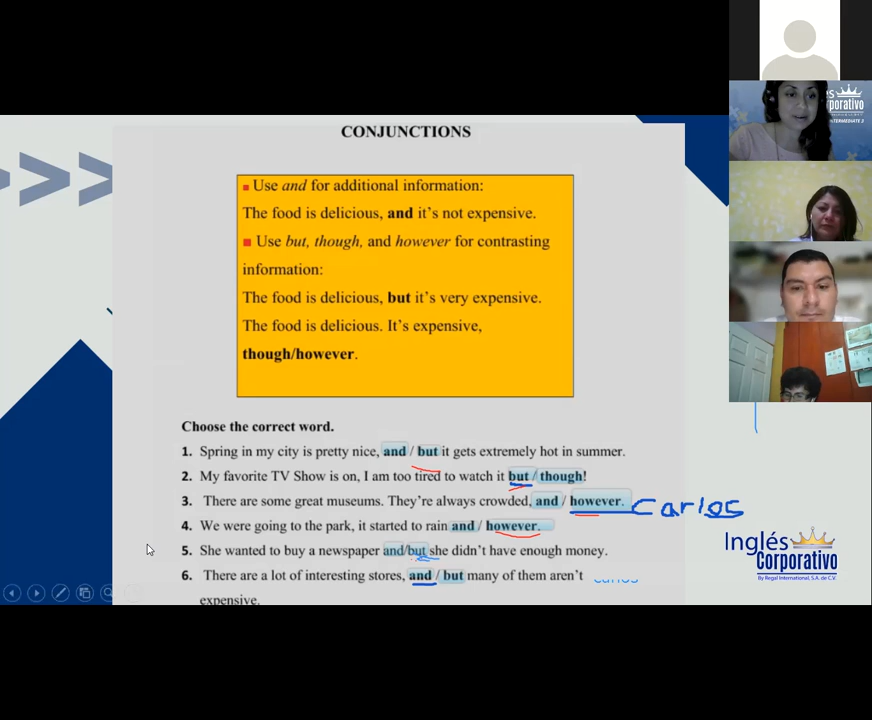 CONJUNCTIONS
Use and for additional information:
The food is delicious, and it's not expensive.
Use but, though, and however for contrasting
information:
The food is delicious, but it's very expensive.
The food is delicious. It's expensive,
though/however.
Choose the correct word.
1. Spring in my city is pretty nice, and / but it gets extremely hot in summer.
2. My favorite TV Show is on, I am too tired to watch it but / though!
3. There are some great museums. They're always crowded, and / however.
Carlos
4. We were going to the park, it started to rain and / however.
5. She wanted to buy a newspaper and/but she didn't have enough money.
6. There are a lot of interesting stores, and / but many of them aren't
carlos
expensive.
Inglés
Corporativo
By Regal International, S.A. de C.V.
és
orporativo
INTERMEDIATE 2